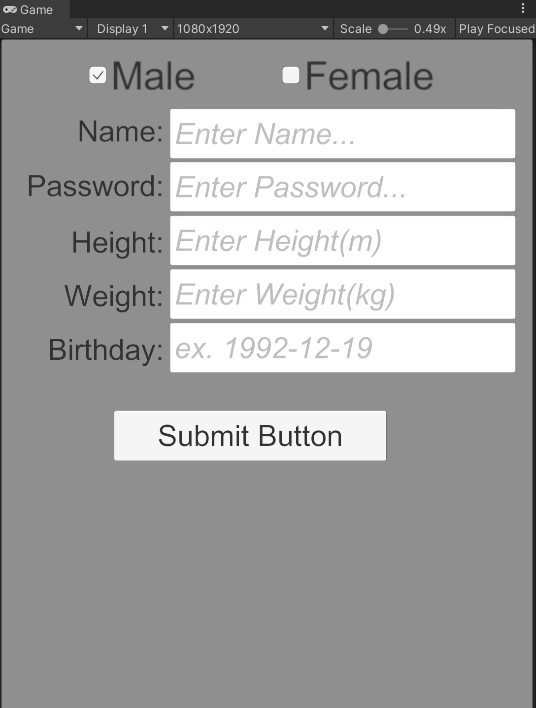 Game
Game Display 1 1080x1920 Scale 0.49x Play Focused
Male Female
Name: Enter Name...
Password: Enter Password...
Height: Enter Height(m)
Weight: Enter Weight(kg)
Birthday: ex. 1992-12-19
Submit Button